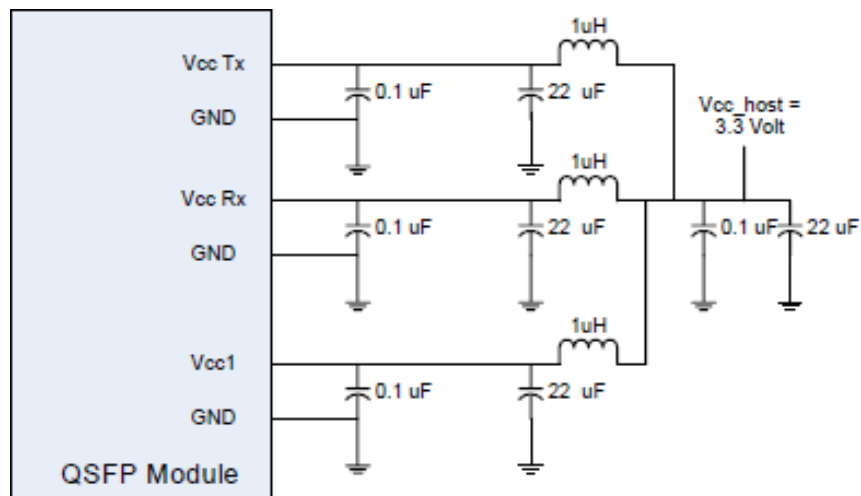 1uH
Vcc Tx
0.1 uF
22 uF
GND
Vcc_host =
3.3 Volt
1uH
Vcc Rx
0.1 uF
22 uF
0.1 uF
22 uF
GND
1uH
Vcc1
0.1 uF
22 uF
GND
QSFP Module